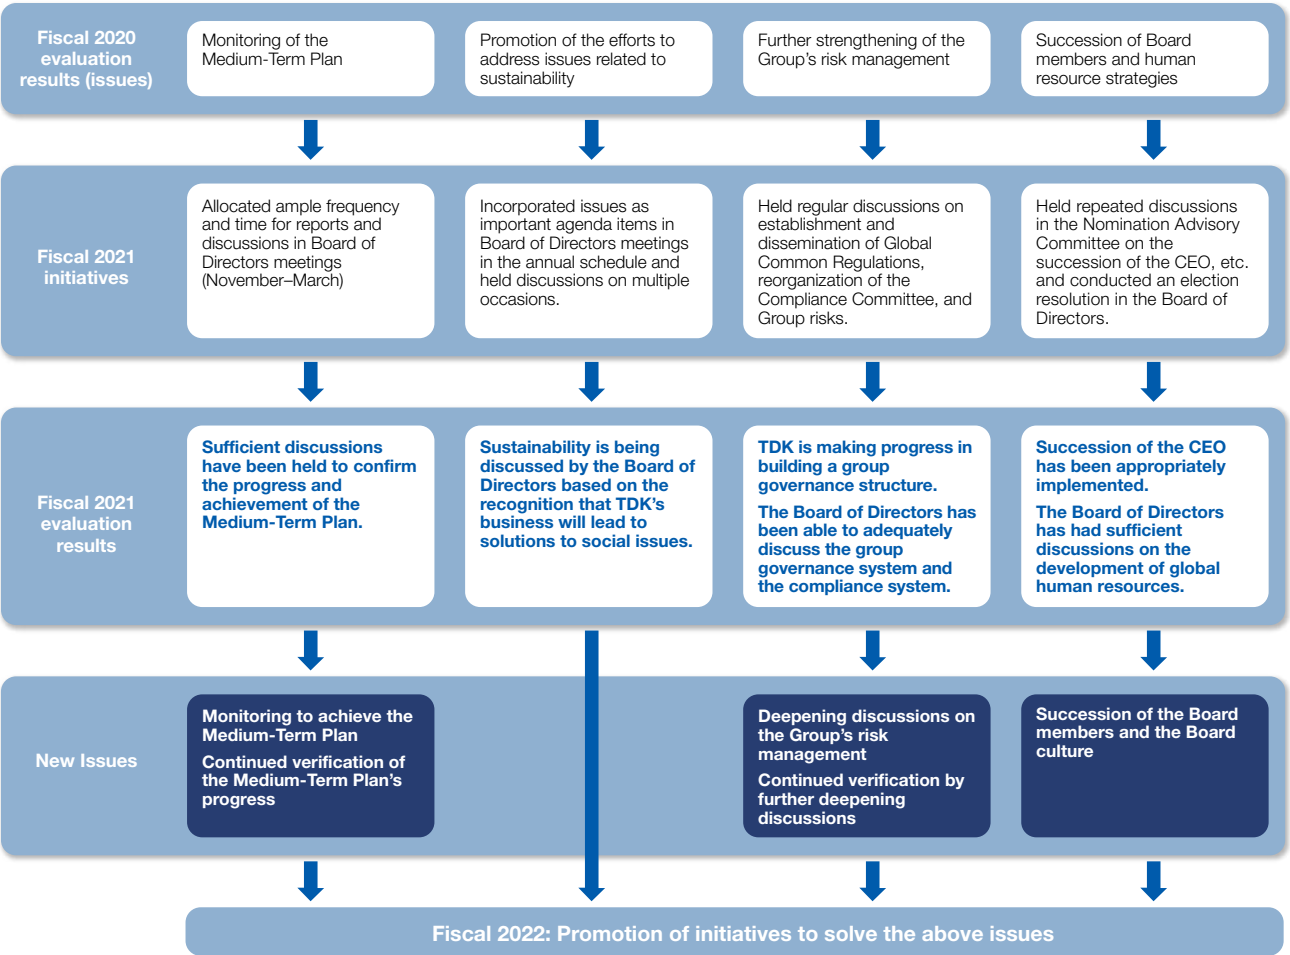 Fiscal 2020
evaluation
results (issues)
Monitoring of the
Medium-Term Plan
Promotion of the efforts to
address issues related to
sustainability
Further strengthening of the
Group's risk management
Succession of Board
members and human
resource strategies
Fiscal 2021
initiatives
Allocated ample frequency
and time for reports and
discussions in Board of
Directors meetings
(November–March)
Incorporated issues as
important agenda items in
Board of Directors meetings
in the annual schedule and
held discussions on multiple
occasions.
Held regular discussions on
establishment and
dissemination of Global
Common Regulations,
reorganization of the
Compliance Committee, and
Group risks.
Held repeated discussions
in the Nomination Advisory
Committee on the
succession of the CEO, etc.
and conducted an election
resolution in the Board of
Directors.
Fiscal 2021
evaluation
results
Sufficient discussions
have been held to confirm
the progress and
achievement of the
Medium-Term Plan.
Sustainability is being
discussed by the Board of
Directors based on the
recognition that TDK's
business will lead to
solutions to social issues.
TDK is making progress in
building a group
governance structure.
The Board of Directors has
been able to adequately
discuss the group
governance system and
the compliance system.
Succession of the CEO
has been appropriately
implemented.
The Board of Directors
has had sufficient
discussions on the
development of global
human resources.
New Issues
Monitoring to achieve the
Medium-Term Plan
Continued verification of
the Medium-Term Plan's
progress
Deepening discussions on
the Group's risk
management
Continued verification by
further deepening
discussions
Succession of the Board
members and the Board
culture
Fiscal 2022: Promotion of initiatives to solve the above issues